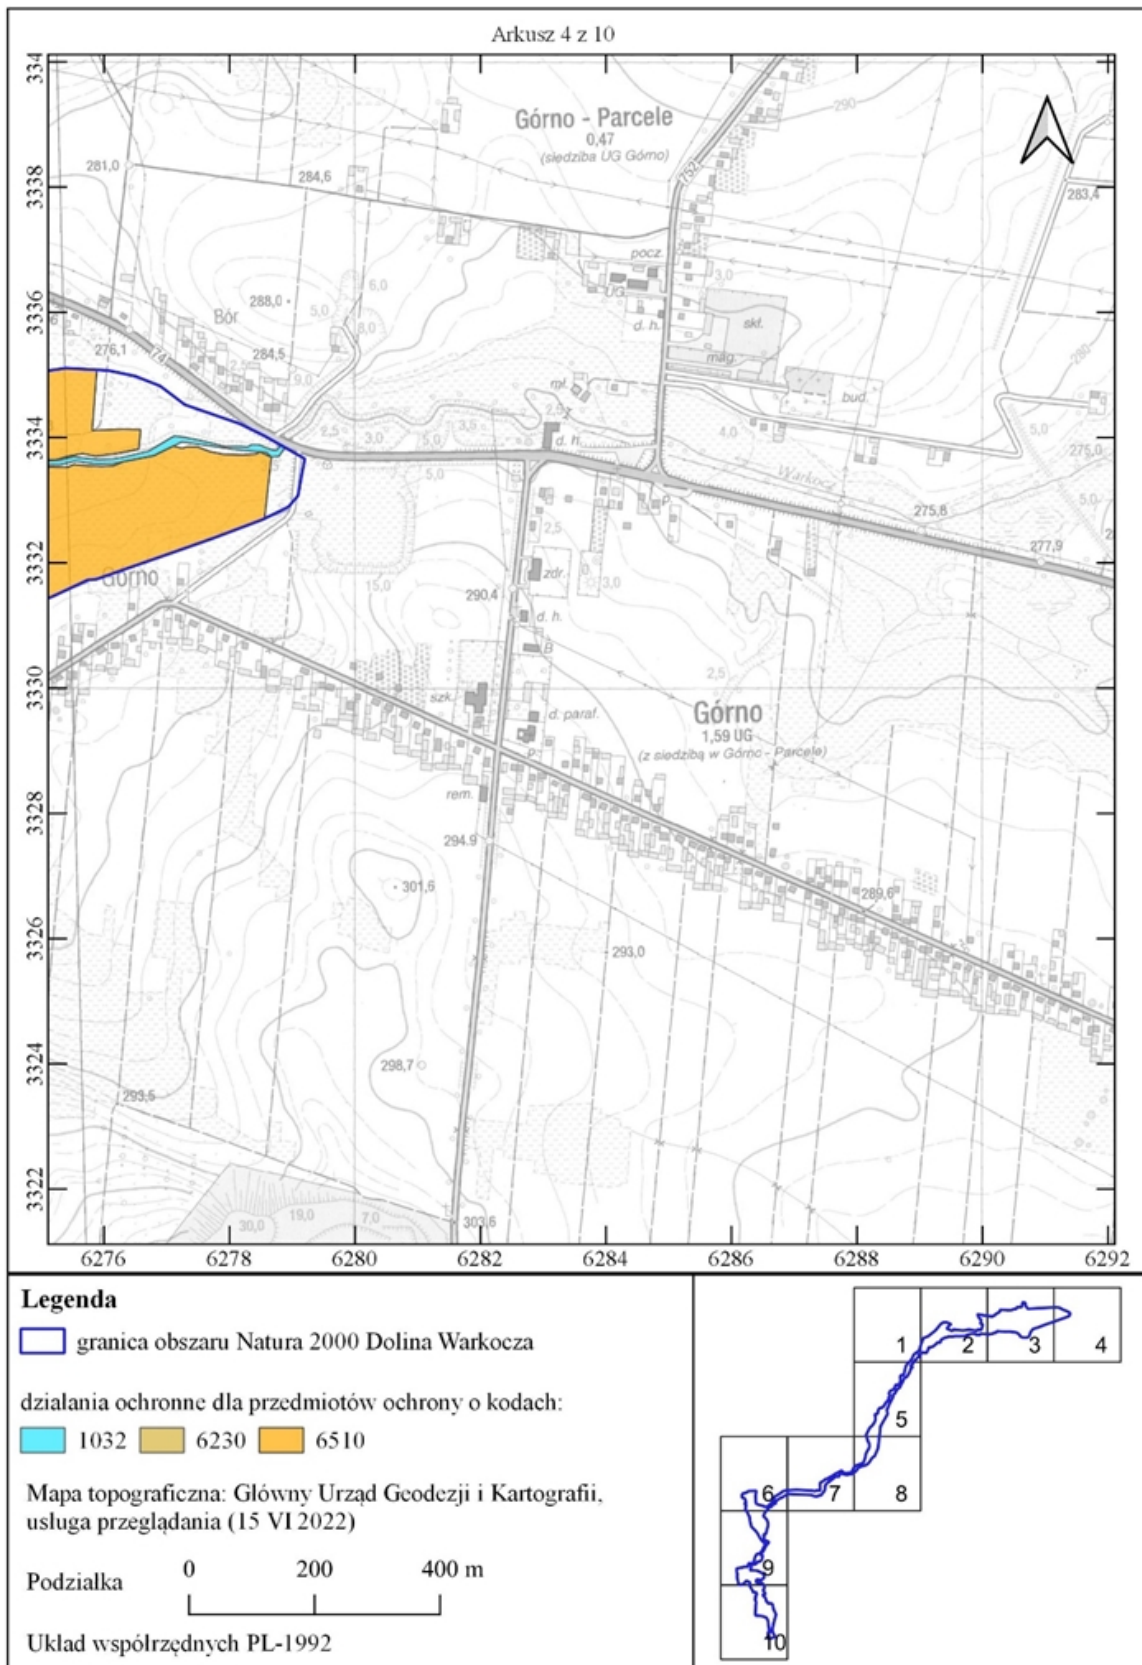 Arkusz 4 z 10
334
3338
3336
3334
3332
3330
3328
3326
3324
3322
6276
6278
6280
6282
6284
6286
6288
6290
6292
Górno - Parcele
0,47
(siedziba UG Górno)
290
752
281,0
284,6
283,4
pocz.
3,0
UG
d. h.
skł.
mag.
bud.
280
6,0
288,0
5,0
8,0
Bór
284,5
9,0
276,1
74
2,5
3,0
5,0
3,5
5,0
mł.
d. h.
4,0
5,0
275,0
5,0
Warkocz
275,8
277,9
P
2,5
zdr.
3,0
15,0
290,4
d. h.
B
2,5
Górno
szk.
d. paraf.
Górno
1,59 UG
(z siedzibą w Górno - Parcele)
rem.
294,9
301,6
289,6
293,0
298,7
293,5
303,6
30,0
19,0
7,0
Legenda
granica obszaru Natura 2000 Dolina Warkocza
działania ochronne dla przedmiotów ochrony o kodach:
1032 6230 6510
Mapa topograficzna: Główny Urząd Geodezji i Kartografii,
usługa przeglądania (15 VI 2022)
Podziałka 0 200 400 m
Układ współrzędnych PL-1992
1
2
3
4
5
6
7
8
9
10